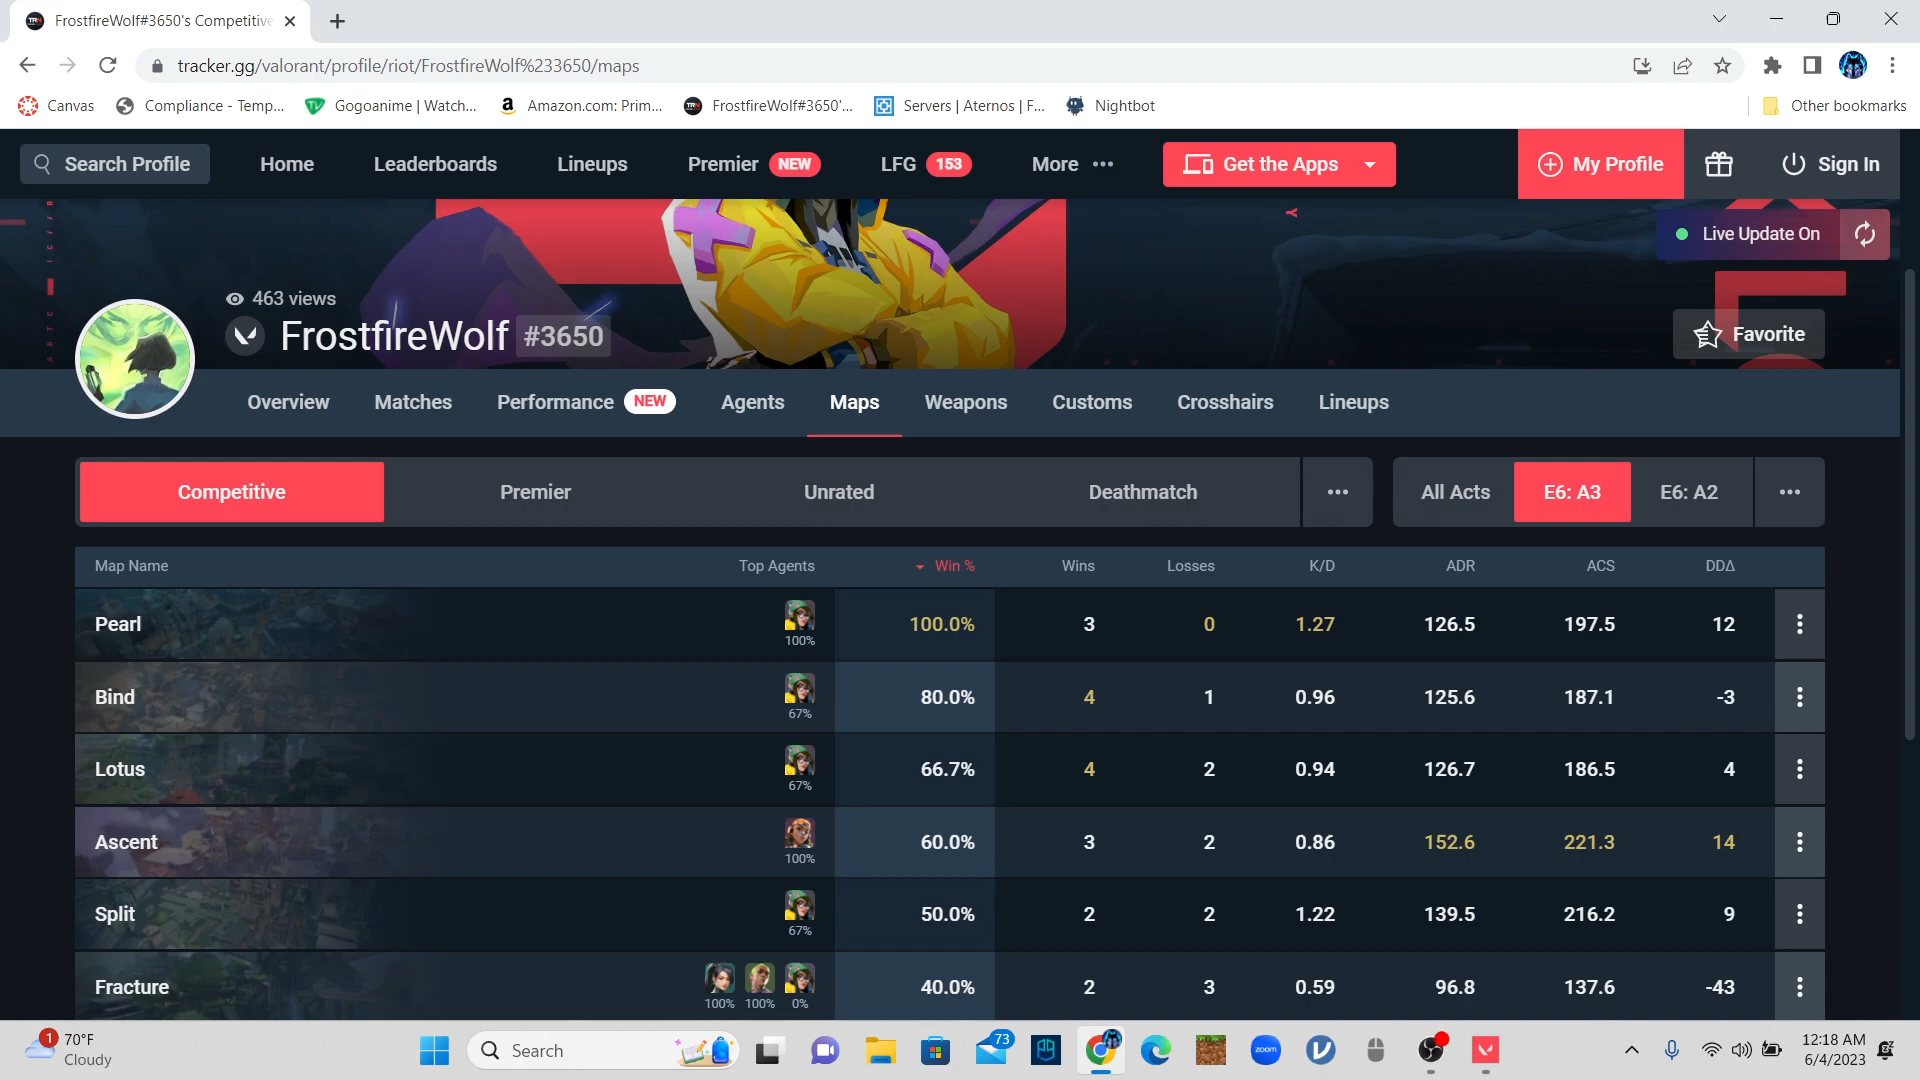 FrostfireWolf#3650's Competitive
tracker.gg/valorant/profile/riot/FrostfireWolf%233650/maps
Canvas Compliance - Temp... Gogoanime | Watch... Amazon.com: Prim... FrostfireWolf#3650'... Servers | Aternos | F... Nightbot Other bookmarks
Search Profile Home Leaderboards Lineups Premier NEW LFG 153 More Get the Apps My Profile Sign In
Live Update On
463 views
FrostfireWolf #3650
Favorite
Overview Matches Performance NEW Agents Maps Weapons Customs Crosshairs Lineups
Competitive Premier Unrated Deathmatch ... All Acts E6: A3 E6: A2 ...
Map Name Top Agents Win % Wins Losses K/D ADR ACS DDΔ
Pearl 100% 100.0% 3 0 1.27 126.5 197.5 12
Bind 67% 80.0% 4 1 0.96 125.6 187.1 -3
Lotus 67% 66.7% 4 2 0.94 126.7 186.5 4
Ascent 100% 60.0% 3 2 0.86 152.6 221.3 14
Split 67% 50.0% 2 2 1.22 139.5 216.2 9
Fracture 100% 100% 0% 40.0% 2 3 0.59 96.8 137.6 -43
1 70°F
Cloudy
Search
73
zoom
12:18 AM
6/4/2023